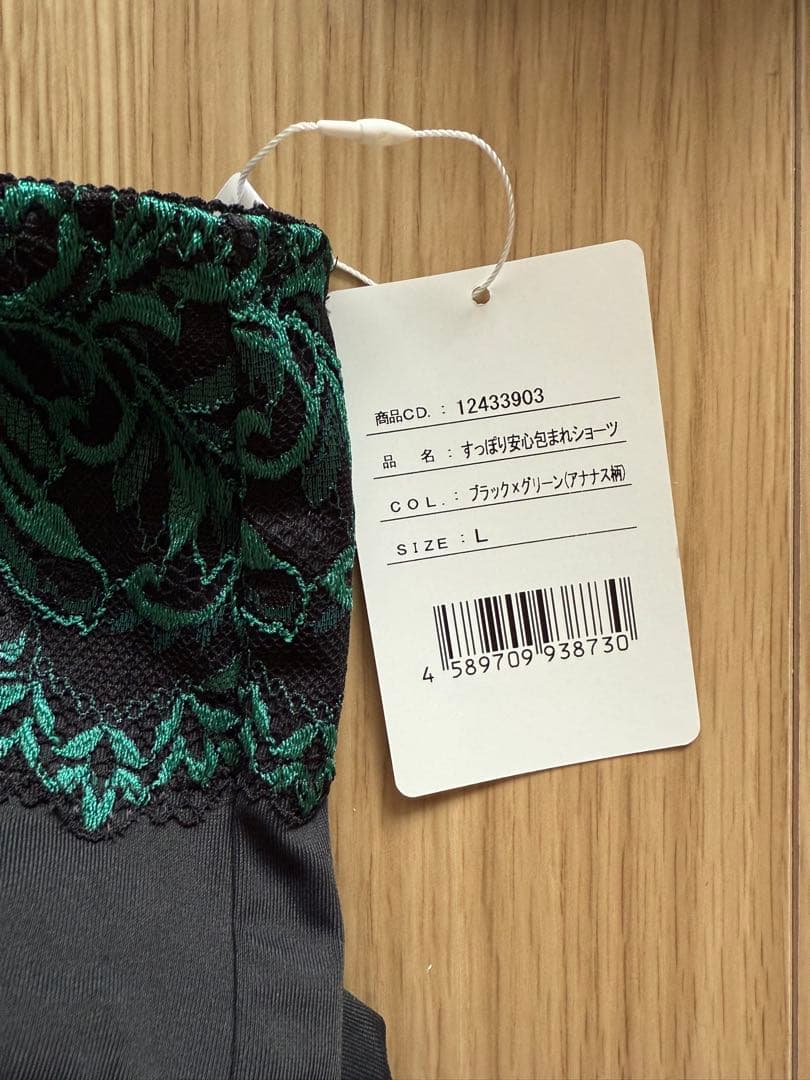 商品CD. : 12433903
品 名 : すっぽり安心包まれショーツ
COL. : ブラック×グリーン(アナナス柄)
SIZE : L
4 589709 938730